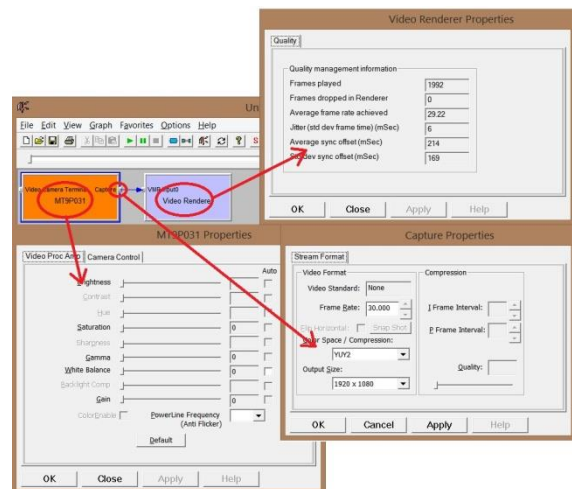 Video Renderer Properties
Quality
Quality management information
Frames played 1992
Frames dropped in Renderer 0
Average frame rate achieved 29.22
Jitter (std dev frame time) (mSec) 6
Average sync offset (mSec) 214
Std dev sync offset (mSec) 169
OK Close Apply Help
Un
File Edit View Graph Favorites Options Help
S
Video Camera Terminal Capture
MT9P031
VMR Input0
Video Renderer
MT9P031 Properties
Video Proc Amp Camera Control
Auto
Brightness
Contrast
Hue
Saturation 0
Sharpness
Gamma 0
White Balance 0
Backlight Comp
Gain 0
ColorEnable PowerLine Frequency
(Anti Flicker)
Default
OK Close Apply Help
Capture Properties
Stream Format
Video Format
Video Standard: None
Frame Rate: 30.000
Flip Horizontal: Snap Shot
Color Space / Compression:
YUY2
Output Size:
1920 x 1080
Compression
I Frame Interval:
P Frame Interval:
Quality:
OK Cancel Apply Help